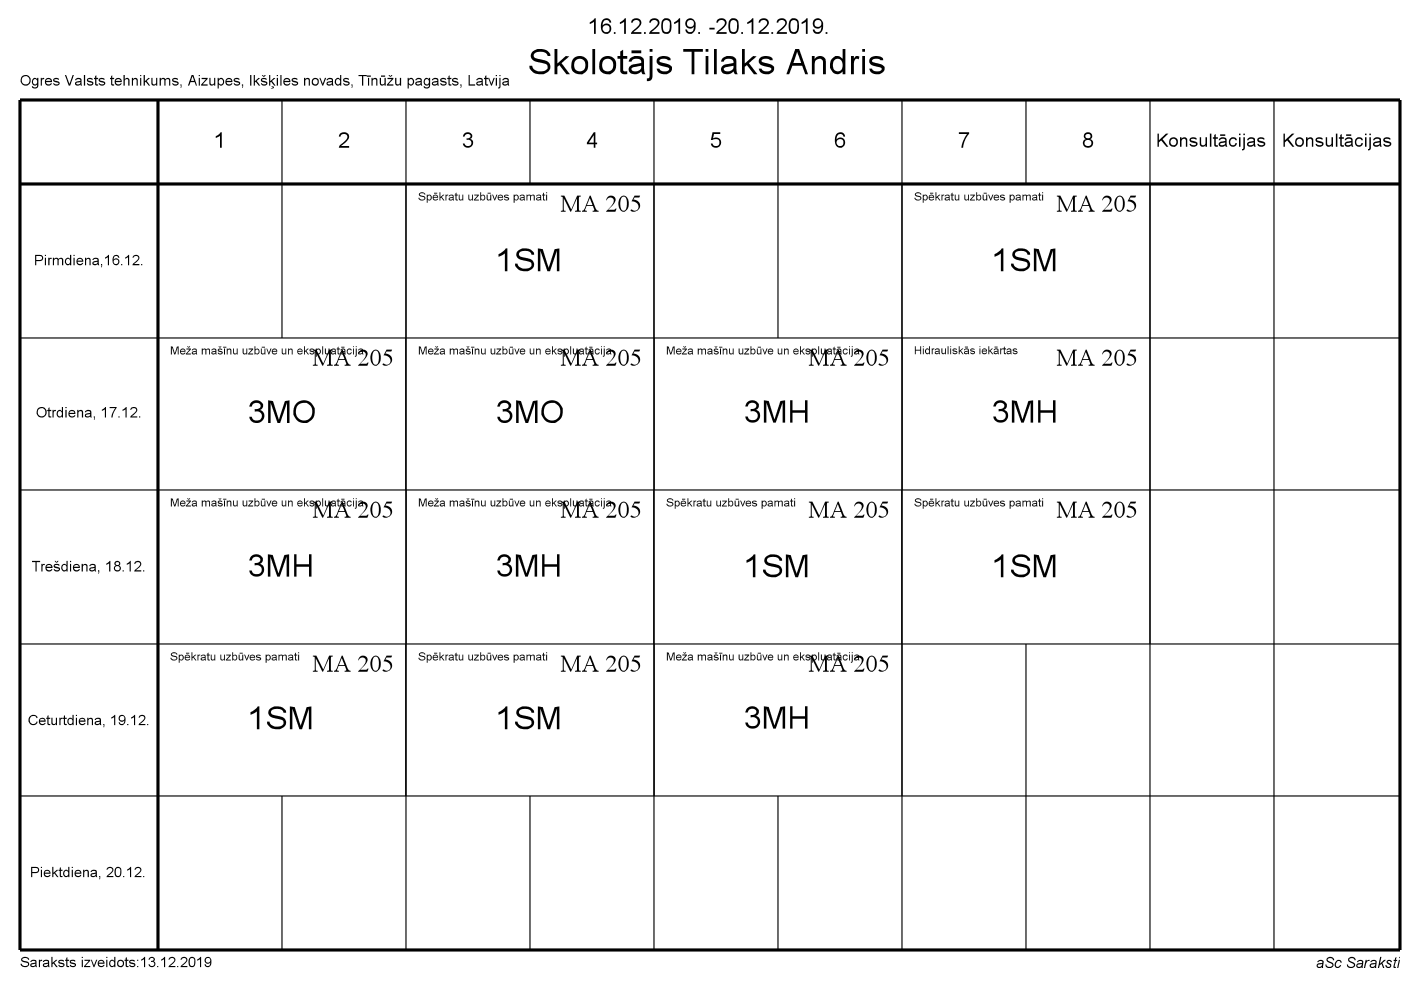 16.12.2019. -20.12.2019.
Skolotājs Tilaks Andris
Ogres Valsts tehnikums, Aizupes, Ikšķiles novads, Tīnūžu pagasts, Latvija
1 2 3 4 5 6 7 8 Konsultācijas Konsultācijas
Spēkratu uzbūves pamati MA 205 Spēkratu uzbūves pamati MA 205
Pirmdiena,16.12. 1SM 1SM
Meža mašīnu uzbūve un ekspluatācija MA 205 Meža mašīnu uzbūve un ekspluatācija MA 205 Meža mašīnu uzbūve un ekspluatācija MA 205 Hidrauliskās iekārtas MA 205
Otrdiena, 17.12. 3MO 3MO 3MH 3MH
Meža mašīnu uzbūve un ekspluatācija MA 205 Meža mašīnu uzbūve un ekspluatācija MA 205 Spēkratu uzbūves pamati MA 205 Spēkratu uzbūves pamati MA 205
Trešdiena, 18.12. 3MH 3MH 1SM 1SM
Spēkratu uzbūves pamati MA 205 Spēkratu uzbūves pamati MA 205 Meža mašīnu uzbūve un ekspluatācija MA 205
Ceturtdiena, 19.12. 1SM 1SM 3MH
Piektdiena, 20.12.
Saraksts izveidots:13.12.2019 aSc Saraksti